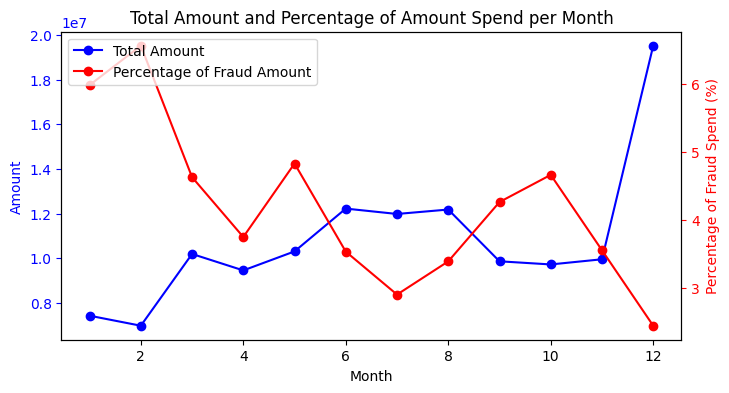 Total Amount and Percentage of Amount Spend per Month
1e7
2.0
1.8
1.6
1.4
1.2
1.0
0.8
Amount
Total Amount
Percentage of Fraud Amount
6
5
4
3
Percentage of Fraud Spend (%)
2 4 6 8 10 12
Month